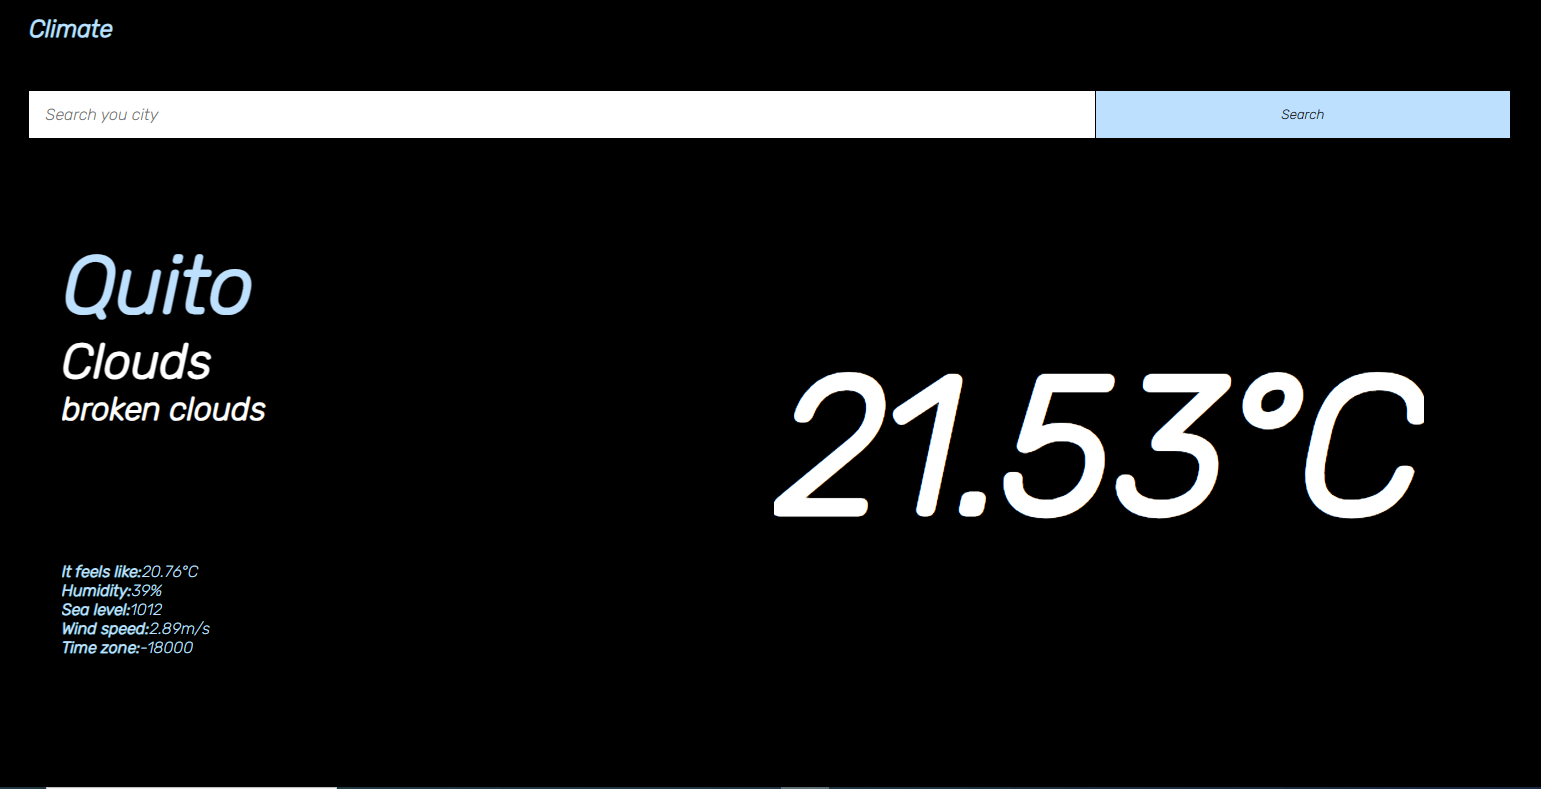 Climate
Search you city
Search
Quito
Clouds
broken clouds
21.53°C
It feels like:20.76°C
Humidity:39%
Sea level:1012
Wind speed:2.89m/s
Time zone:-18000